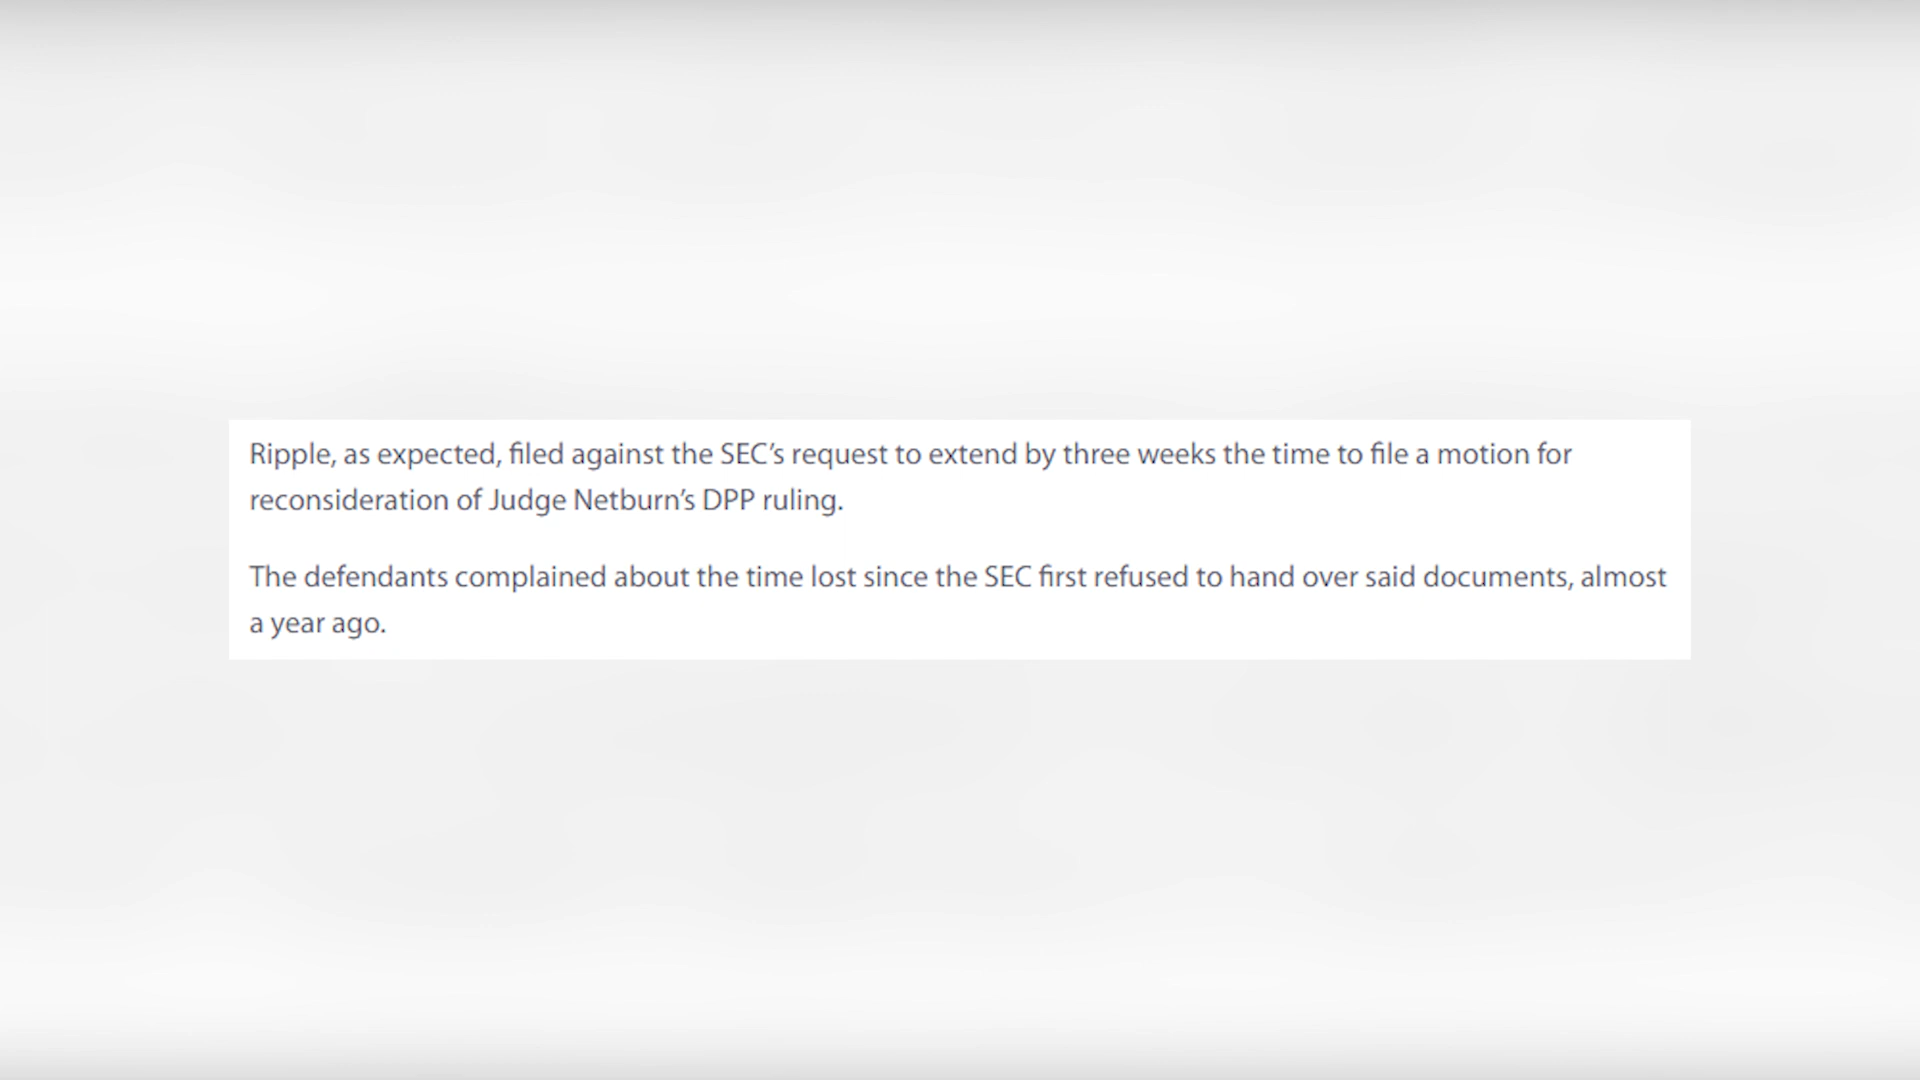 Ripple, as expected, filed against the SEC’s request to extend by three weeks the time to file a motion for
reconsideration of Judge Netburn’s DPP ruling.
The defendants complained about the time lost since the SEC first refused to hand over said documents, almost
a year ago.